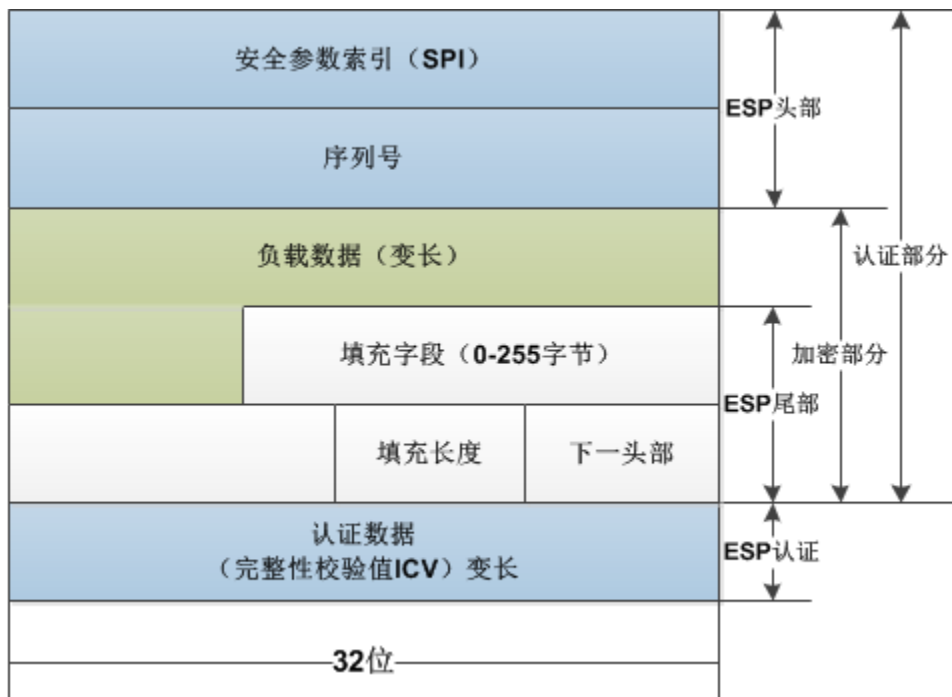 安全参数索引（SPI）
ESP头部
序列号
负载数据（变长）
认证部分
填充字段（0-255字节）
加密部分
ESP尾部
填充长度
下一头部
认证数据
（完整性校验值ICV）变长
ESP认证
32位